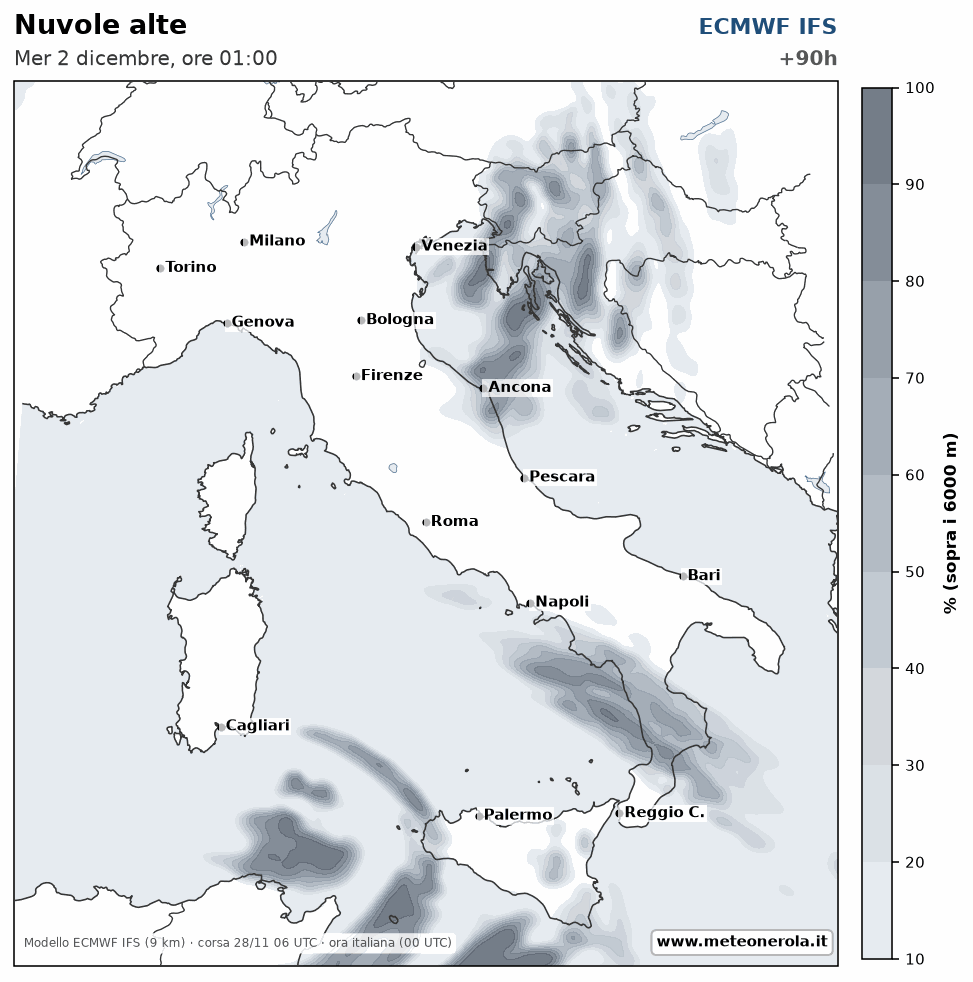 Nuvole alte
ECMWF IFS
Mer 2 dicembre, ore 01:00
+90h
Milano
Venezia
Torino
Genova
Bologna
Firenze
Ancona
Pescara
Roma
Bari
Napoli
Cagliari
Palermo
Reggio C.
Modello ECMWF IFS (9 km) · corsa 28/11 06 UTC · ora italiana (00 UTC)
www.meteonerola.it
100
90
80
70
60
50
40
30
20
10
% (sopra i 6000 m)